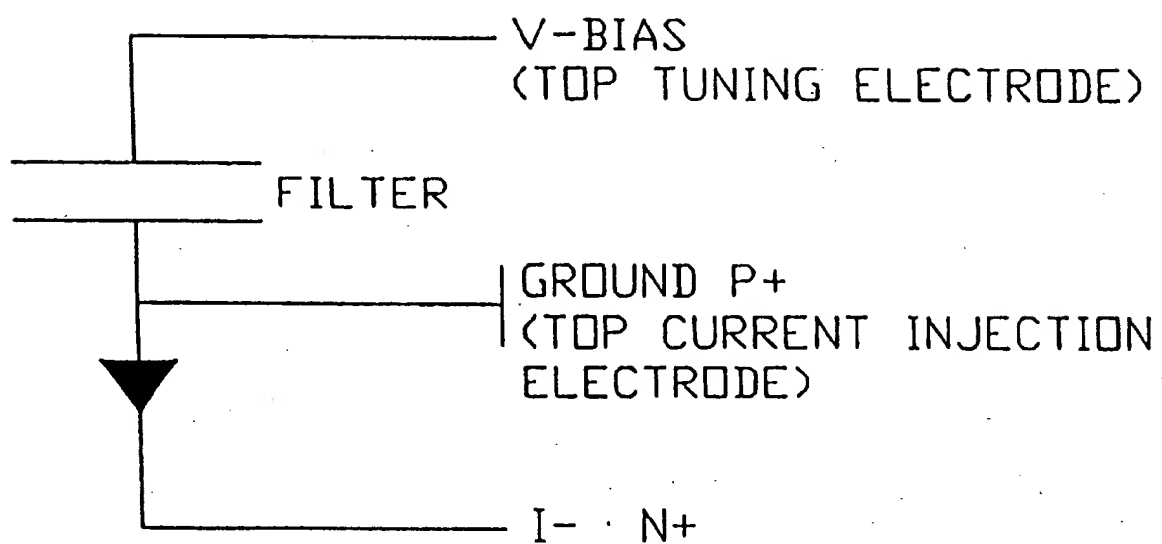 V-BIAS
(TOP TUNING ELECTRODE)
FILTER
GROUND P+
(TOP CURRENT INJECTION
ELECTRODE)
I- N+